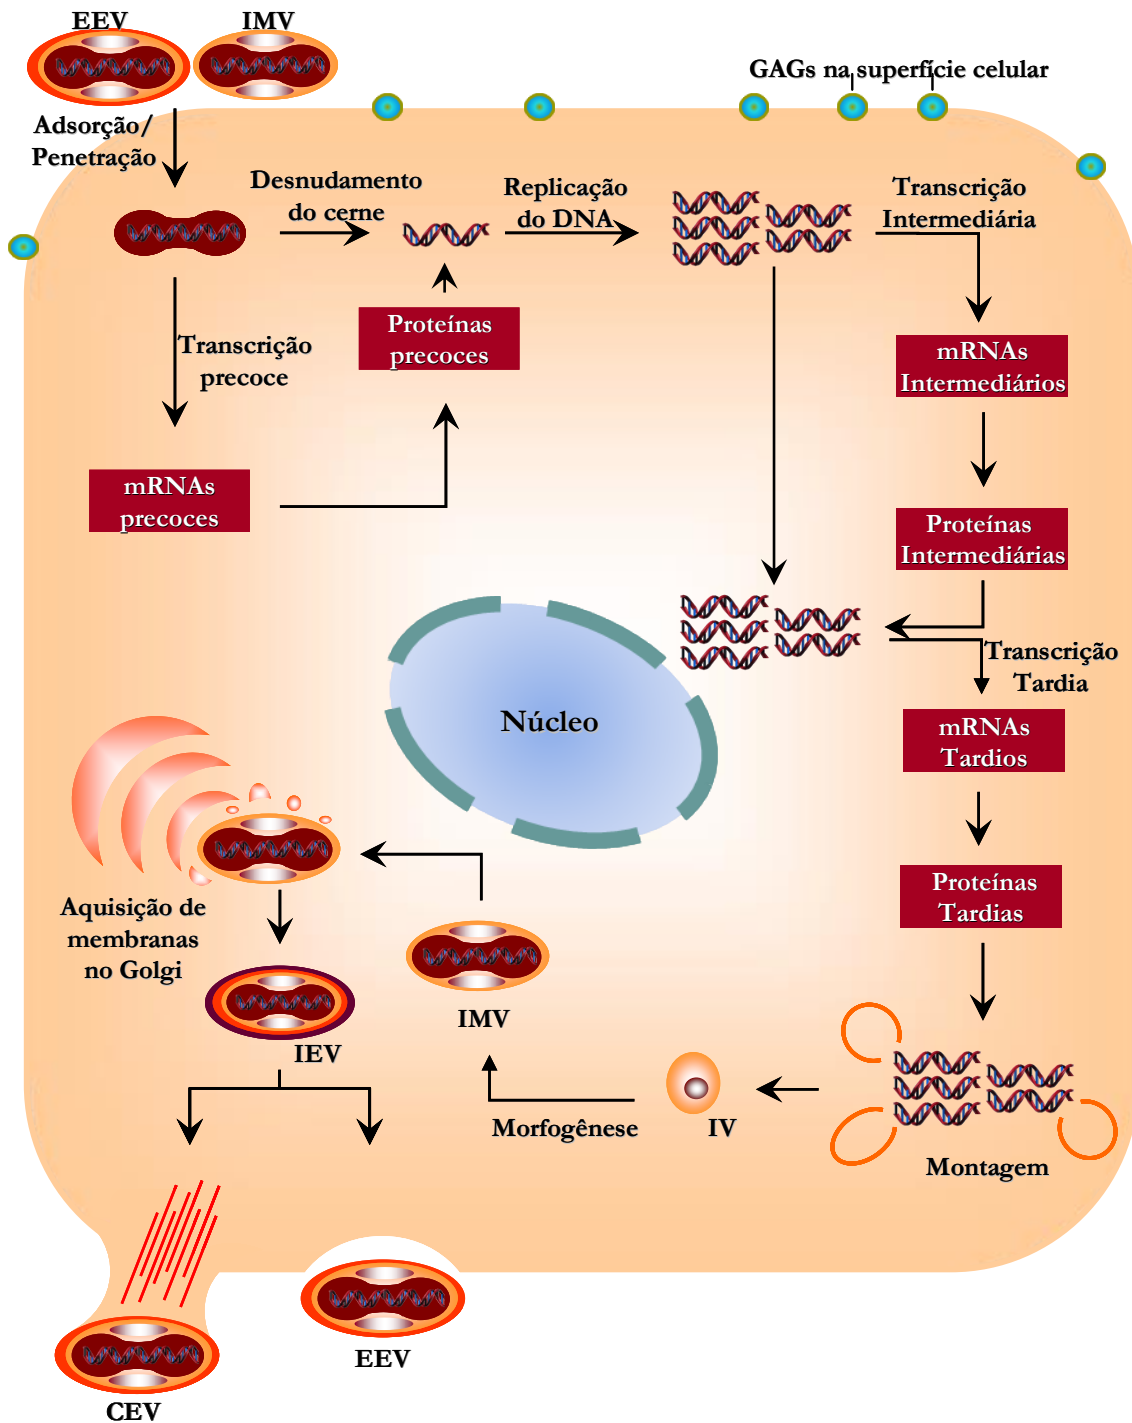 EEV
IMV
GAGs na superfície celular
Adsorção/
Penetração
Desnudamento
do cerne
Replicação
do DNA
Transcrição
Intermediária
Proteínas
precoces
Transcrição
precoce
mRNAs
Intermediários
mRNAs
precoces
Proteínas
Intermediárias
Transcrição
Tardia
Núcleo
mRNAs
Tardios
Proteínas
Tardias
Aquisição de
membranas
no Golgi
IMV
IEV
Morfogênese
IV
Montagem
EEV
CEV